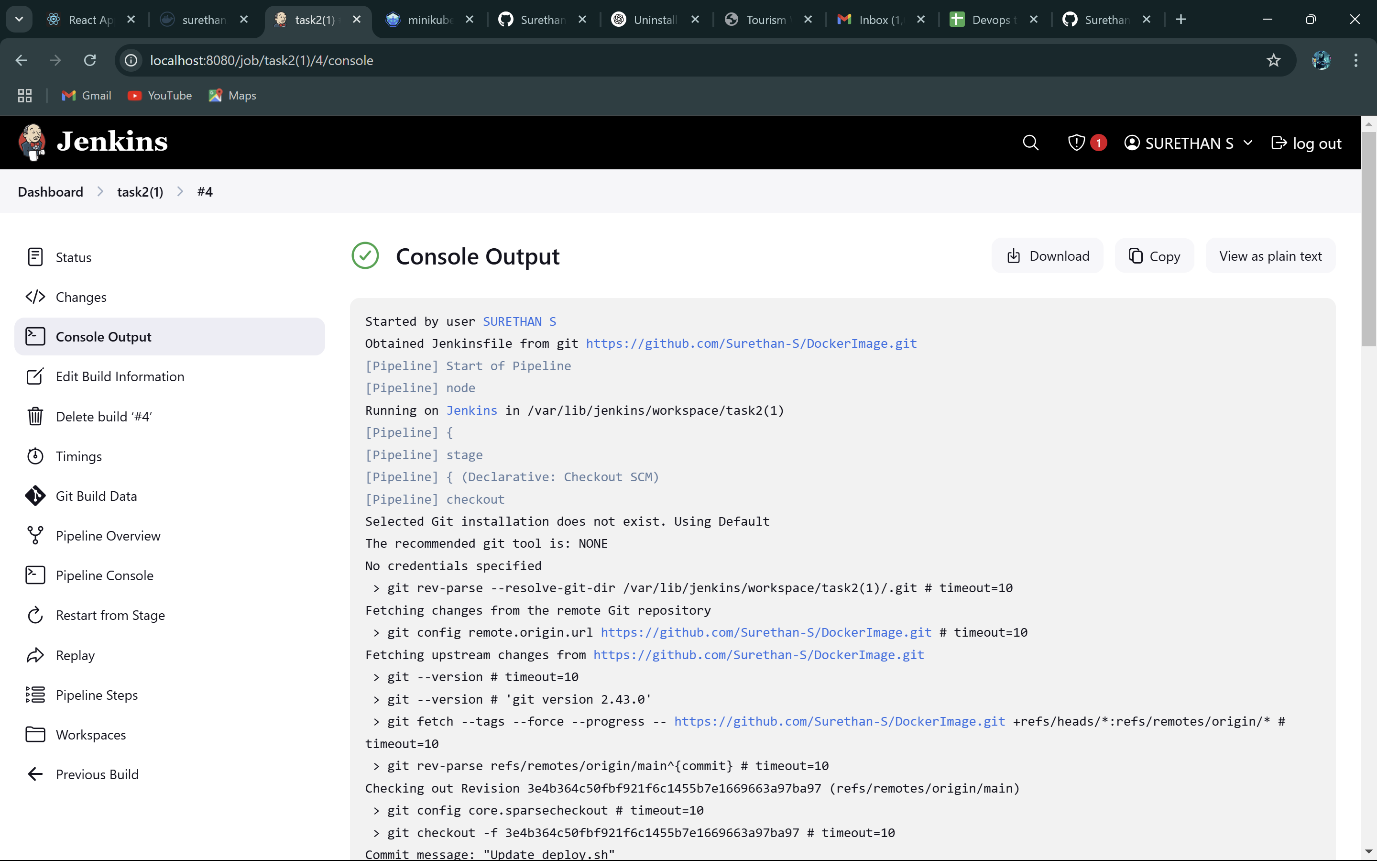 React Ap
surethan
task2(1)
minikube
Surethan
Uninstall
Tourism
Inbox (1,
Devops t
Surethan
localhost:8080/job/task2(1)/4/console
Gmail
YouTube
Maps
Jenkins
1
SURETHAN S
log out
Dashboard
task2(1)
#4
Status
Changes
Console Output
Edit Build Information
Delete build ‘#4’
Timings
Git Build Data
Pipeline Overview
Pipeline Console
Restart from Stage
Replay
Pipeline Steps
Workspaces
Previous Build
Console Output
Download
Copy
View as plain text
Started by user SURETHAN S
Obtained Jenkinsfile from git https://github.com/Surethan-S/DockerImage.git
[Pipeline] Start of Pipeline
[Pipeline] node
Running on Jenkins in /var/lib/jenkins/workspace/task2(1)
[Pipeline] {
[Pipeline] stage
[Pipeline] { (Declarative: Checkout SCM)
[Pipeline] checkout
Selected Git installation does not exist. Using Default
The recommended git tool is: NONE
No credentials specified
> git rev-parse --resolve-git-dir /var/lib/jenkins/workspace/task2(1)/.git # timeout=10
Fetching changes from the remote Git repository
> git config remote.origin.url https://github.com/Surethan-S/DockerImage.git # timeout=10
Fetching upstream changes from https://github.com/Surethan-S/DockerImage.git
> git --version # timeout=10
> git --version # 'git version 2.43.0'
> git fetch --tags --force --progress -- https://github.com/Surethan-S/DockerImage.git +refs/heads/*:refs/remotes/origin/* #
timeout=10
> git rev-parse refs/remotes/origin/main^{commit} # timeout=10
Checking out Revision 3e4b364c50fbf921f6c1455b7e1669663a97ba97 (refs/remotes/origin/main)
> git config core.sparsecheckout # timeout=10
> git checkout -f 3e4b364c50fbf921f6c1455b7e1669663a97ba97 # timeout=10
Commit message: "Update deploy.sh"